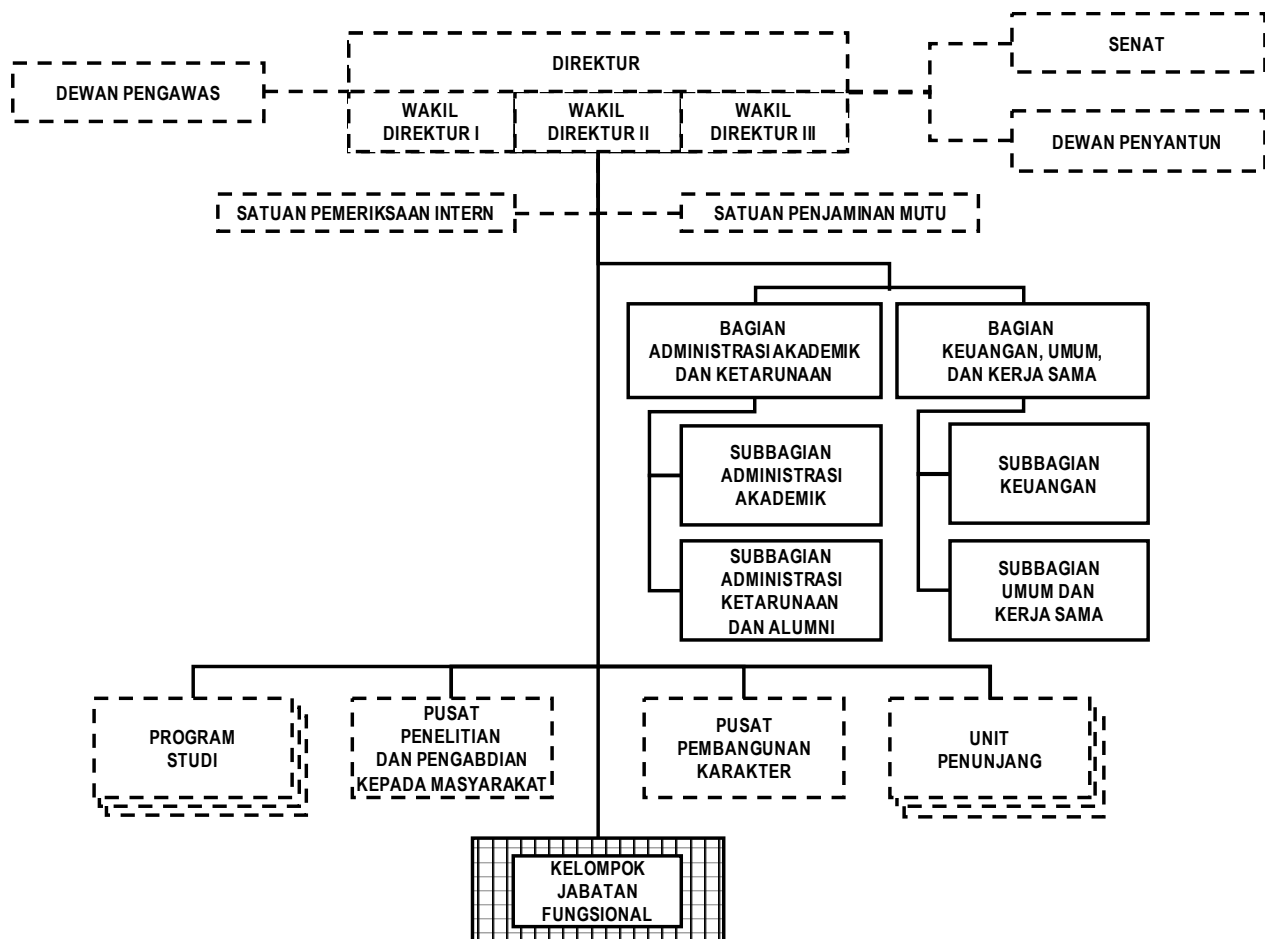 SENAT
DIREKTUR
DEWAN PENGAWAS
WAKIL
DIREKTUR I
WAKIL
DIREKTUR II
WAKIL
DIREKTUR III
DEWAN PENYANTUN
SATUAN PEMERIKSAAN INTERN
SATUAN PENJAMINAN MUTU
BAGIAN
ADMINISTRASI AKADEMIK
DAN KETARUNAAN
BAGIAN
KEUANGAN, UMUM,
DAN KERJA SAMA
SUBBAGIAN
ADMINISTRASI
AKADEMIK
SUBBAGIAN
KEUANGAN
SUBBAGIAN
ADMINISTRASI
KETARUNAAN
DAN ALUMNI
SUBBAGIAN
UMUM DAN
KERJA SAMA
PROGRAM
STUDI
PUSAT
PENELITIAN
DAN PENGABDIAN
KEPADA MASYARAKAT
PUSAT
PEMBANGUNAN
KARAKTER
UNIT
PENUNJANG
KELOMPOK
JABATAN
FUNGSIONAL